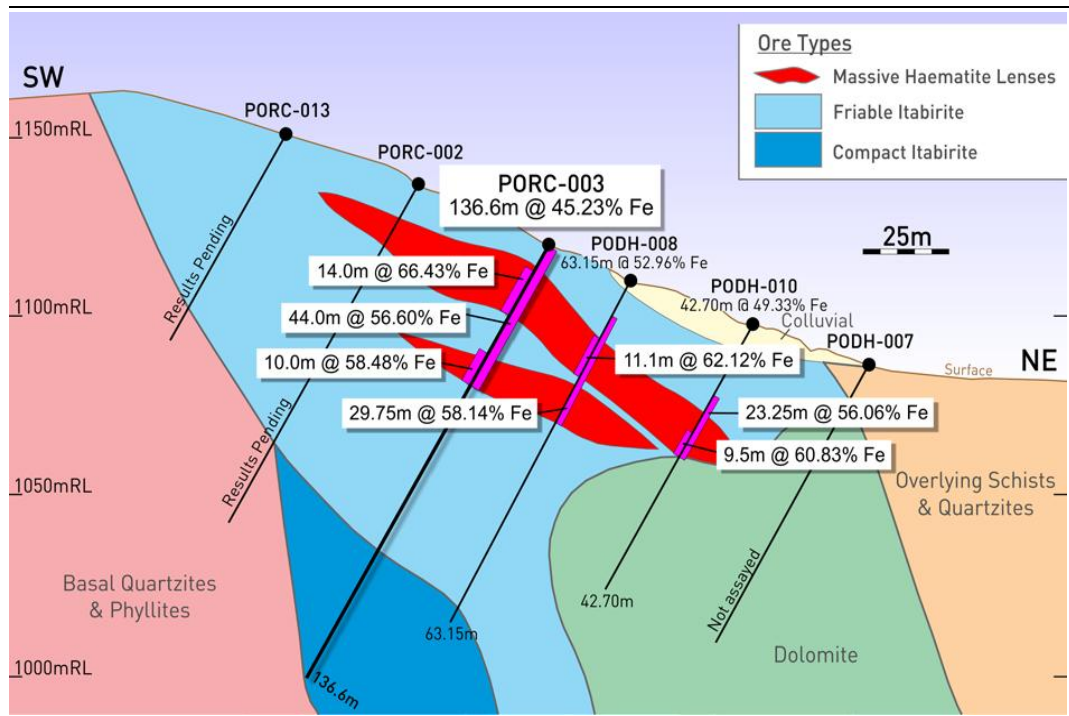 Ore Types
Massive Haematite Lenses
Friable Itabirite
Compact Itabirite
SW
1150mRL
PORC-013
PORC-002
PORC-003
136.6m @ 45.23% Fe
PODH-008
63.15m @ 52.96% Fe
25m
PODH-010
42.70m @ 49.33% Fe
Colluvial
PODH-007
Surface
NE
Results Pending
14.0m @ 66.43% Fe
1100mRL
44.0m @ 56.60% Fe
10.0m @ 58.48% Fe
11.1m @ 62.12% Fe
29.75m @ 58.14% Fe
23.25m @ 56.06% Fe
9.5m @ 60.83% Fe
Results Pending
1050mRL
Overlying Schists
& Quartzites
Basal Quartzites
& Phyllites
42.70m
Not assayed
63.15m
Dolomite
1000mRL
136.6m